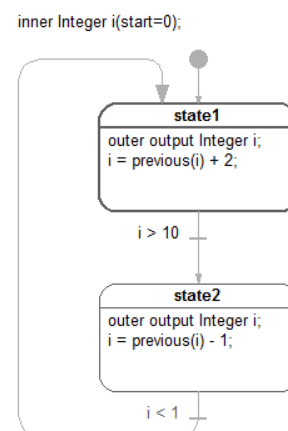 inner Integer i(start=0);
state1
outer output Integer i;
i = previous(i) + 2;
i > 10
state2
outer output Integer i;
i = previous(i) - 1;
i < 1